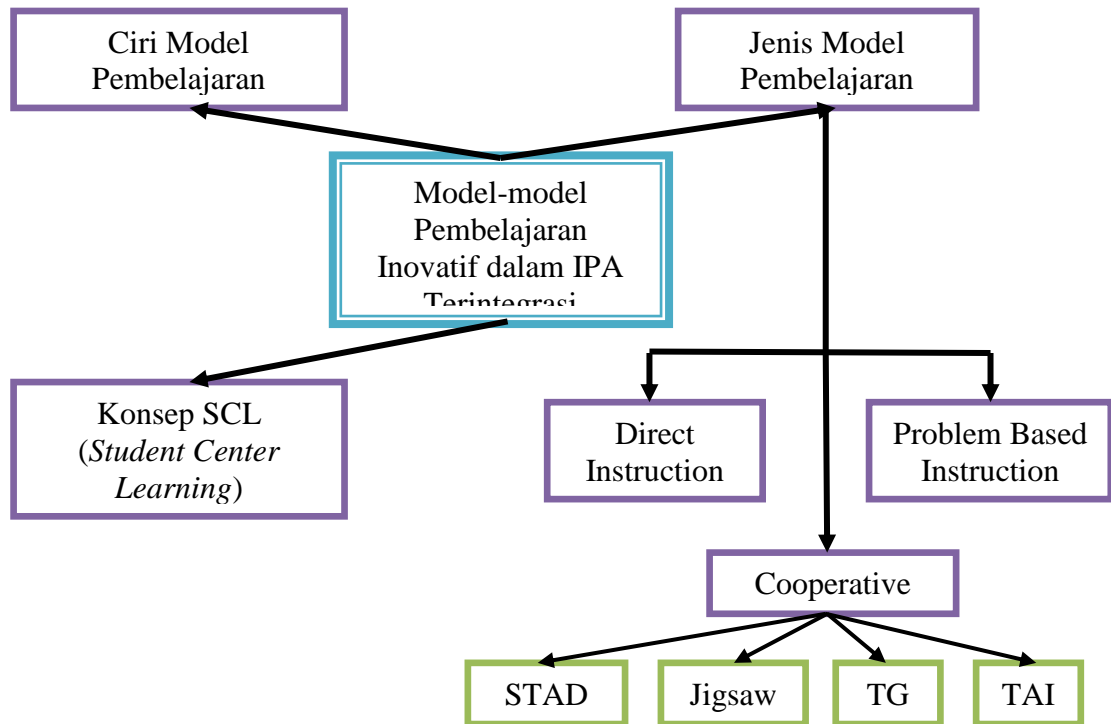 Ciri Model
Pembelajaran
Jenis Model
Pembelajaran
Model-model
Pembelajaran
Inovatif dalam IPA
Terintegrasi
Konsep SCL
(Student Center
Learning)
Direct
Instruction
Problem Based
Instruction
Cooperative
STAD
Jigsaw
TG
TAI